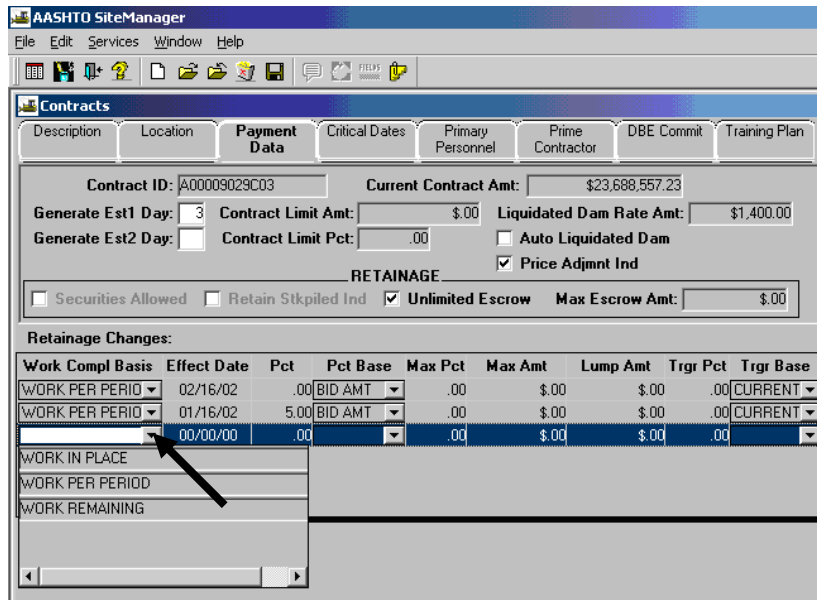 AASHTO SiteManager
File Edit Services Window Help
FIELDS
Contracts
Description Location Payment Data Critical Dates Primary Personnel Prime Contractor DBE Commit Training Plan
Contract ID: A00009029C03 Current Contract Amt: $23,688,557.23
Generate Est1 Day: 3 Contract Limit Amt: $.00 Liquidated Dam Rate Amt: $1,400.00
Generate Est2 Day: Contract Limit Pct: .00 Auto Liquidated Dam
Price Adjmnt Ind
RETAINAGE
Securities Allowed Retain Stkpiled Ind Unlimited Escrow Max Escrow Amt: $.00
Retainage Changes:
Work Compl Basis Effect Date Pct Pct Base Max Pct Max Amt Lump Amt Trgr Pct Trgr Base
WORK PER PERIO 02/16/02 .00 BID AMT .00 $.00 $.00 .00 CURRENT
WORK PER PERIO 01/16/02 5.00 BID AMT .00 $.00 $.00 .00 CURRENT
00/00/00 .00 .00 $.00 $.00 .00
WORK IN PLACE
WORK PER PERIOD
WORK REMAINING